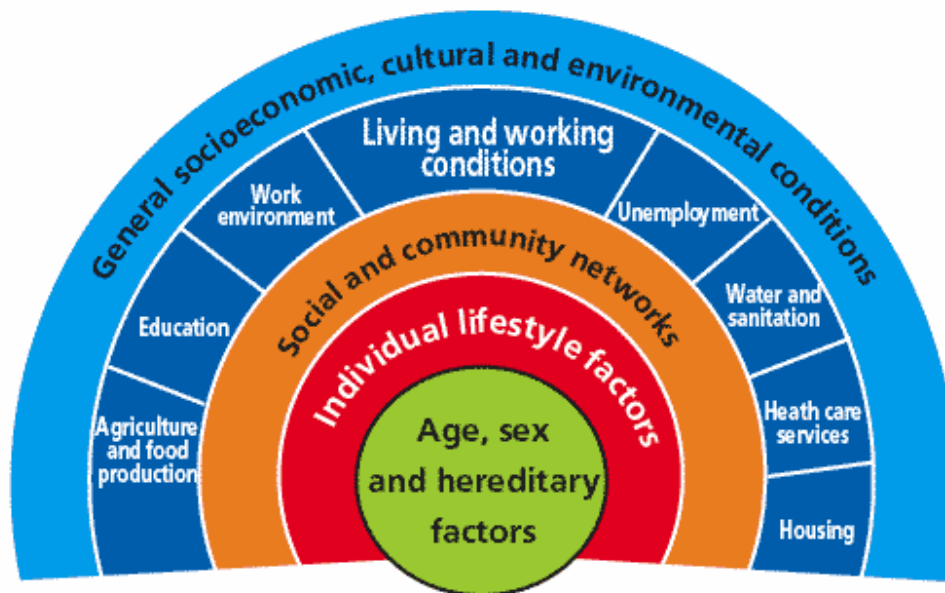 General socioeconomic, cultural and environmental conditions
Living and working
conditions
Work
environment
Unemployment
Education
Water and
sanitation
Agriculture
and food
production
Heath care
services
Housing
Social and community networks
Individual lifestyle factors
Age, sex
and hereditary
factors